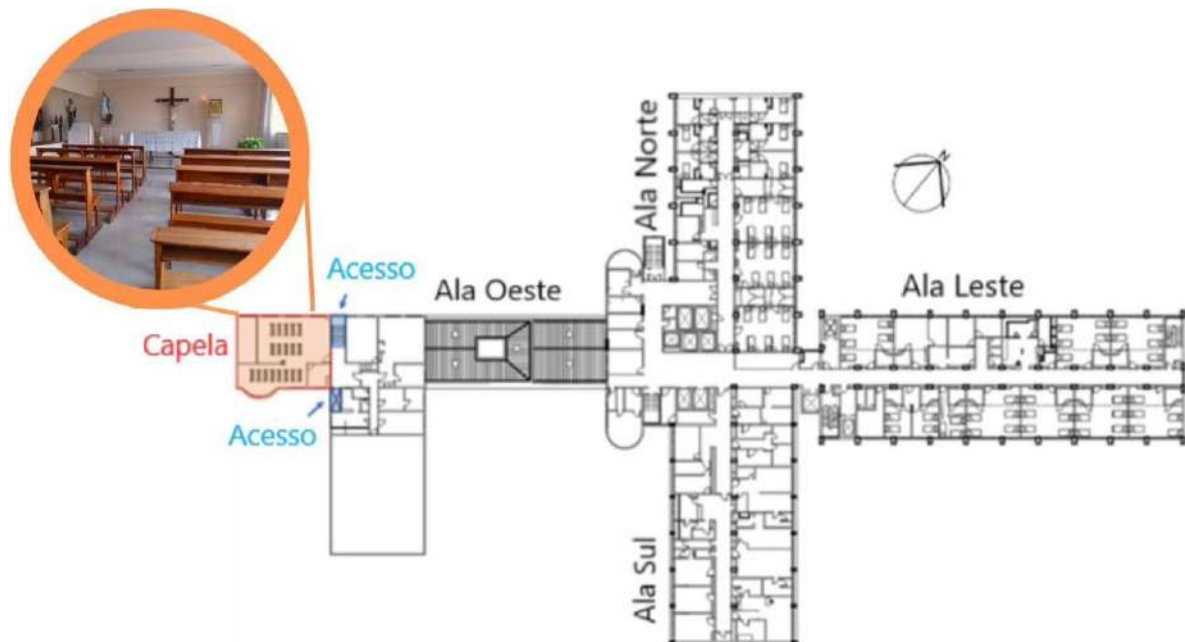 Acesso
Ala Oeste
Capela
Acesso
Ala Norte
N
Ala Leste
Ala Sul